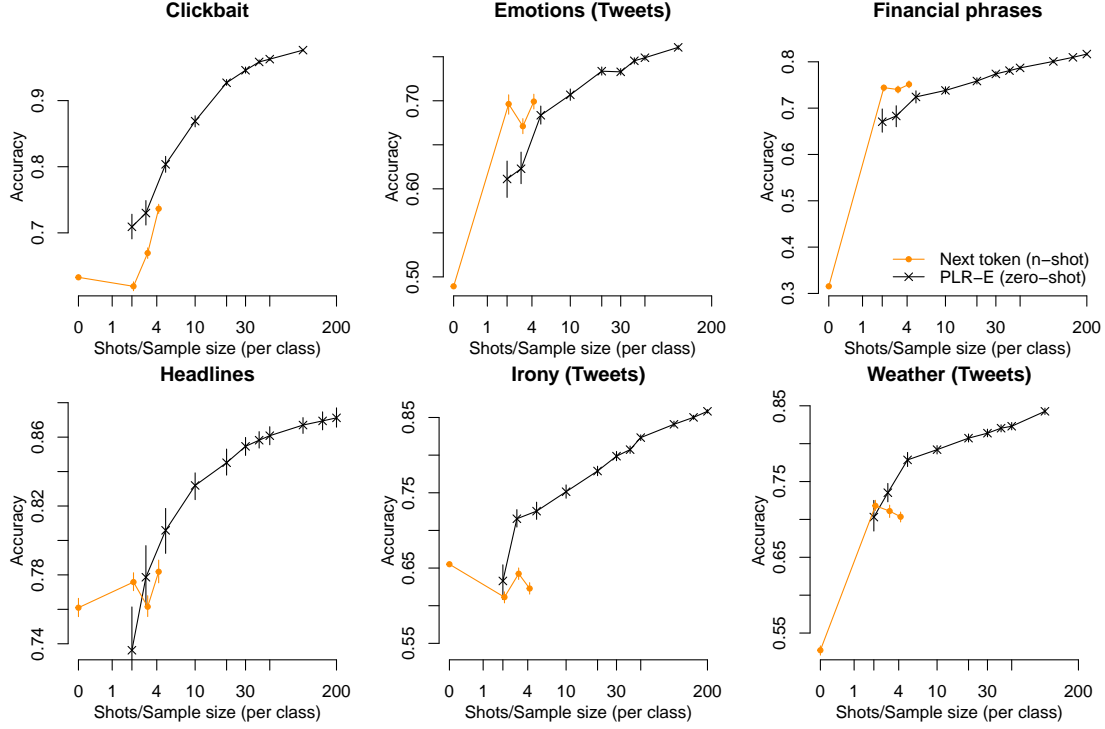 Clickbait
Accuracy
0.7 0.8 0.9
0 1 4 10 30 200
Shots/Sample size (per class)
Emotions (Tweets)
Accuracy
0.50 0.60 0.70
0 1 4 10 30 200
Shots/Sample size (per class)
Financial phrases
Accuracy
0.3 0.4 0.5 0.6 0.7 0.8
Next token (n-shot)
PLR-E (zero-shot)
0 1 4 10 30 200
Shots/Sample size (per class)
Headlines
Accuracy
0.74 0.78 0.82 0.86
0 1 4 10 30 200
Shots/Sample size (per class)
Irony (Tweets)
Accuracy
0.55 0.65 0.75 0.85
0 1 4 10 30 200
Shots/Sample size (per class)
Weather (Tweets)
Accuracy
0.55 0.65 0.75 0.85
0 1 4 10 30 200
Shots/Sample size (per class)